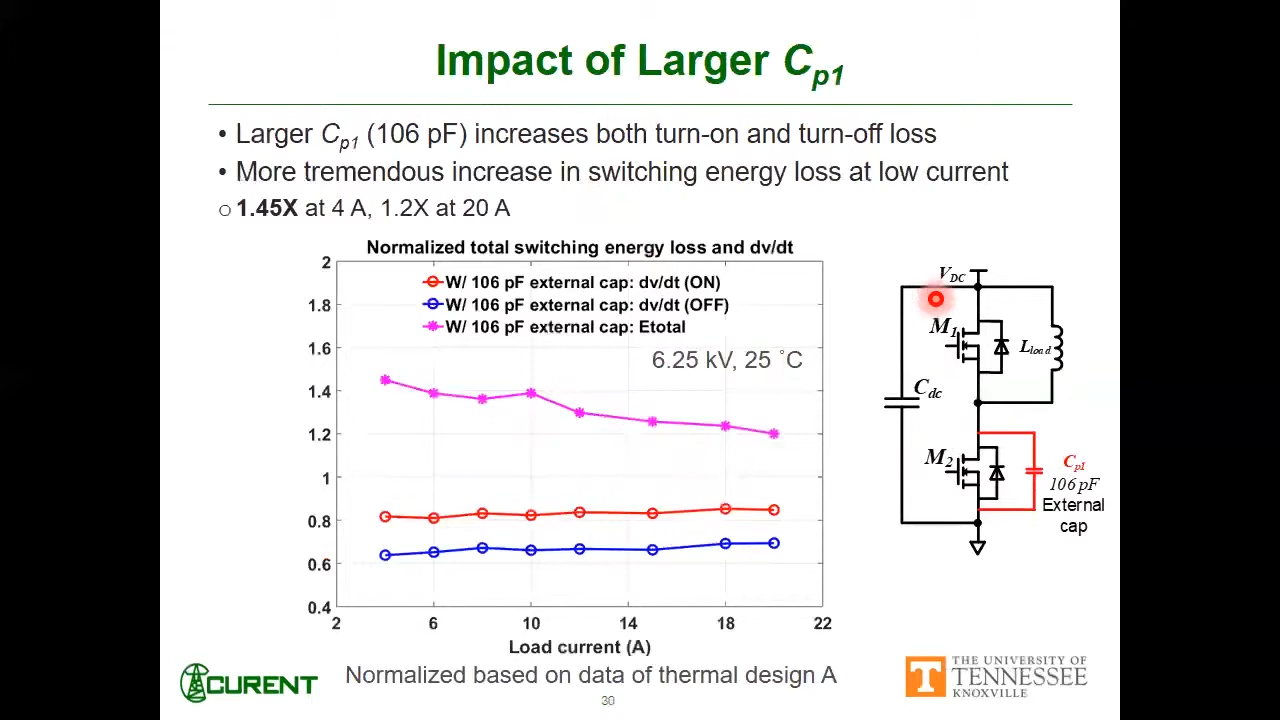 Impact of Larger Cp1
• Larger Cp1 (106 pF) increases both turn-on and turn-off loss
• More tremendous increase in switching energy loss at low current
○ 1.45X at 4 A, 1.2X at 20 A
Normalized total switching energy loss and dv/dt
2
1.8
1.6
1.4
1.2
1
0.8
0.6
0.4
W/ 106 pF external cap: dv/dt (ON)
W/ 106 pF external cap: dv/dt (OFF)
W/ 106 pF external cap: Etotal
6.25 kV, 25 ˚C
2 6 10 14 18 22
Load current (A)
Normalized based on data of thermal design A
VDC
M1
Lload
Cdc
M2
Cp1
106 pF
External
cap
CURENT
30
T
THE UNIVERSITY OF
TENNESSEE
KNOXVILLE